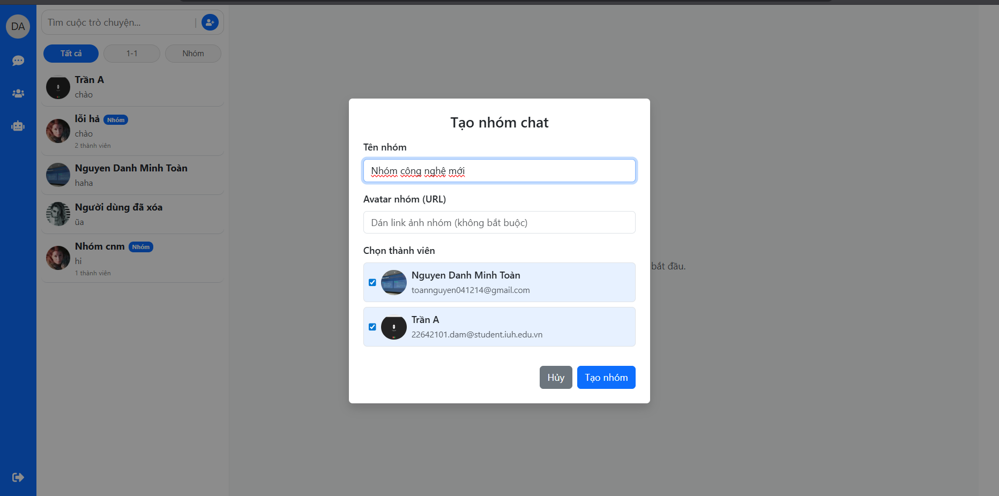 DA
Tìm cuộc trò chuyện...
Tất cả
1-1
Nhóm
Trần A
chào
lỗi hả Nhóm
chào
2 thành viên
Nguyen Danh Minh Toàn
haha
Người dùng đã xóa
ũa
Nhóm cnm Nhóm
hi
1 thành viên
Tạo nhóm chat
Tên nhóm
Nhóm công nghệ mới
Avatar nhóm (URL)
Dán link ảnh nhóm (không bắt buộc)
Chọn thành viên
Nguyen Danh Minh Toàn
toannguyen041214@gmail.com
Trần A
22642101.dam@student.iuh.edu.vn
Hủy
Tạo nhóm
bắt đầu.